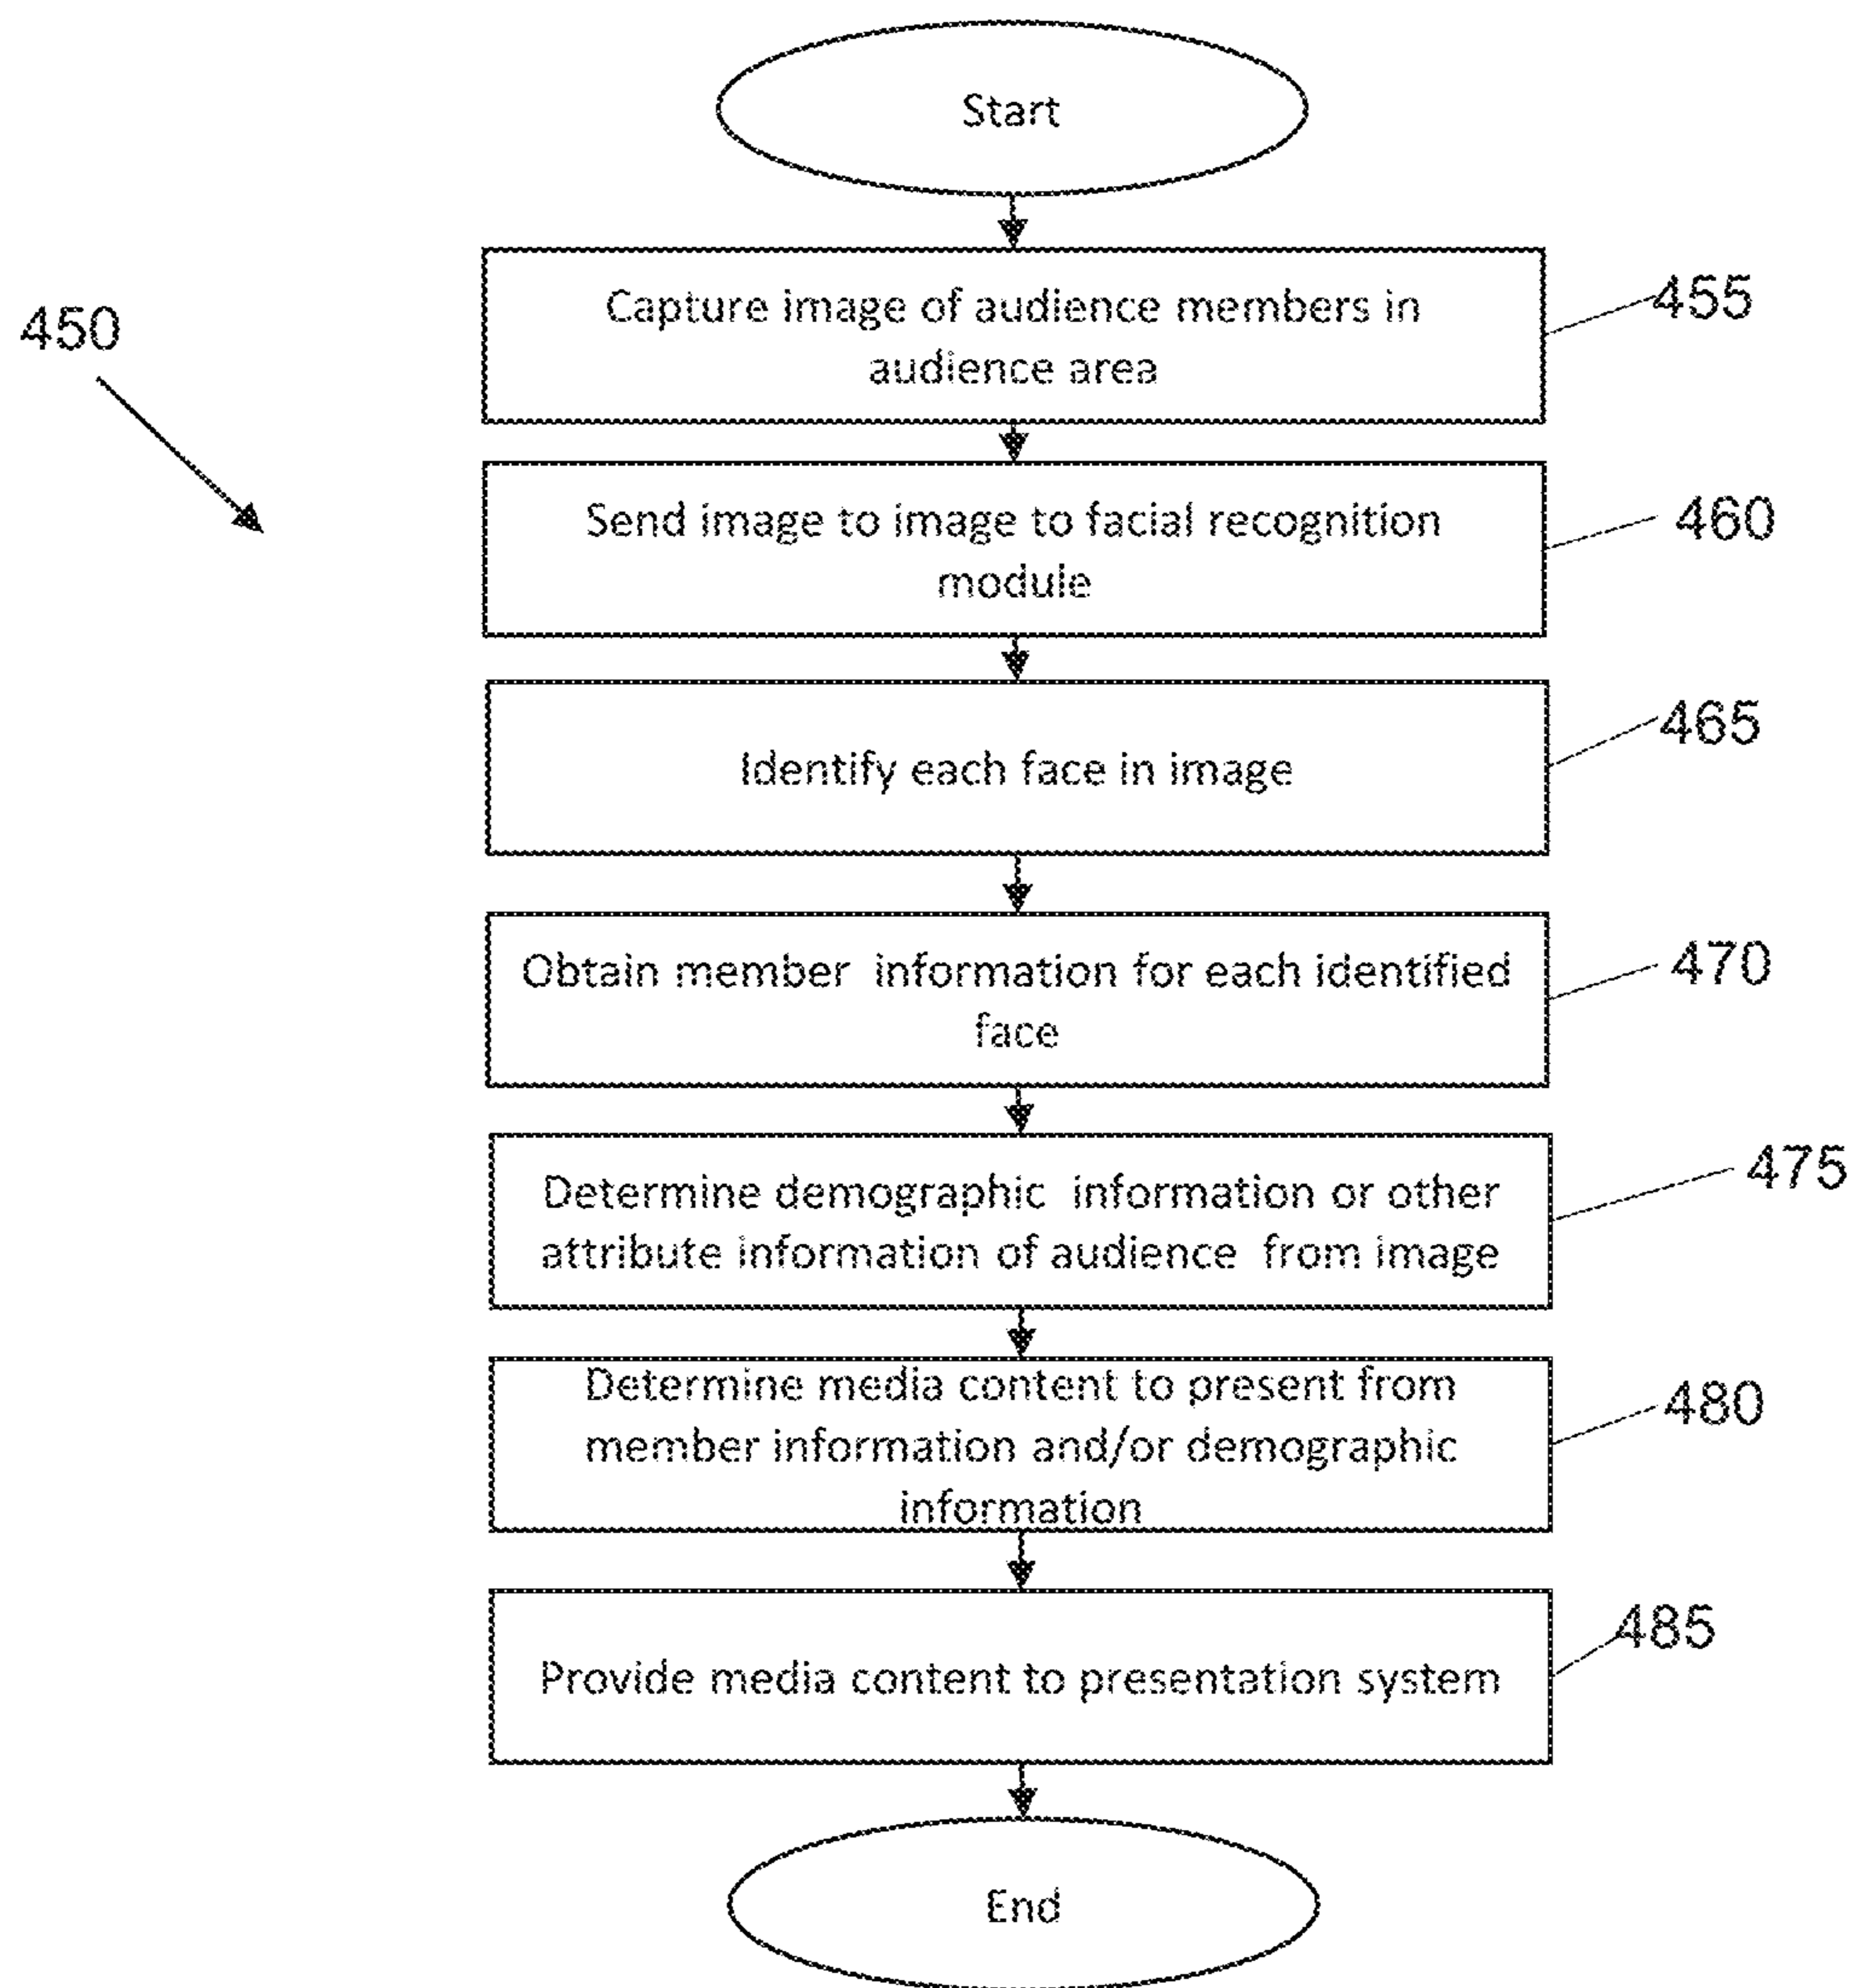 Start
Capture image of audience members in
audience area
455
450
Send image to image to facial recognition
module
460
Identify each face in image
465
Obtain member information for each identified
face
470
Determine demographic information or other
attribute information of audience from image
475
Determine media content to present from
member information and/or demographic
information
480
Provide media content to presentation system
485
End